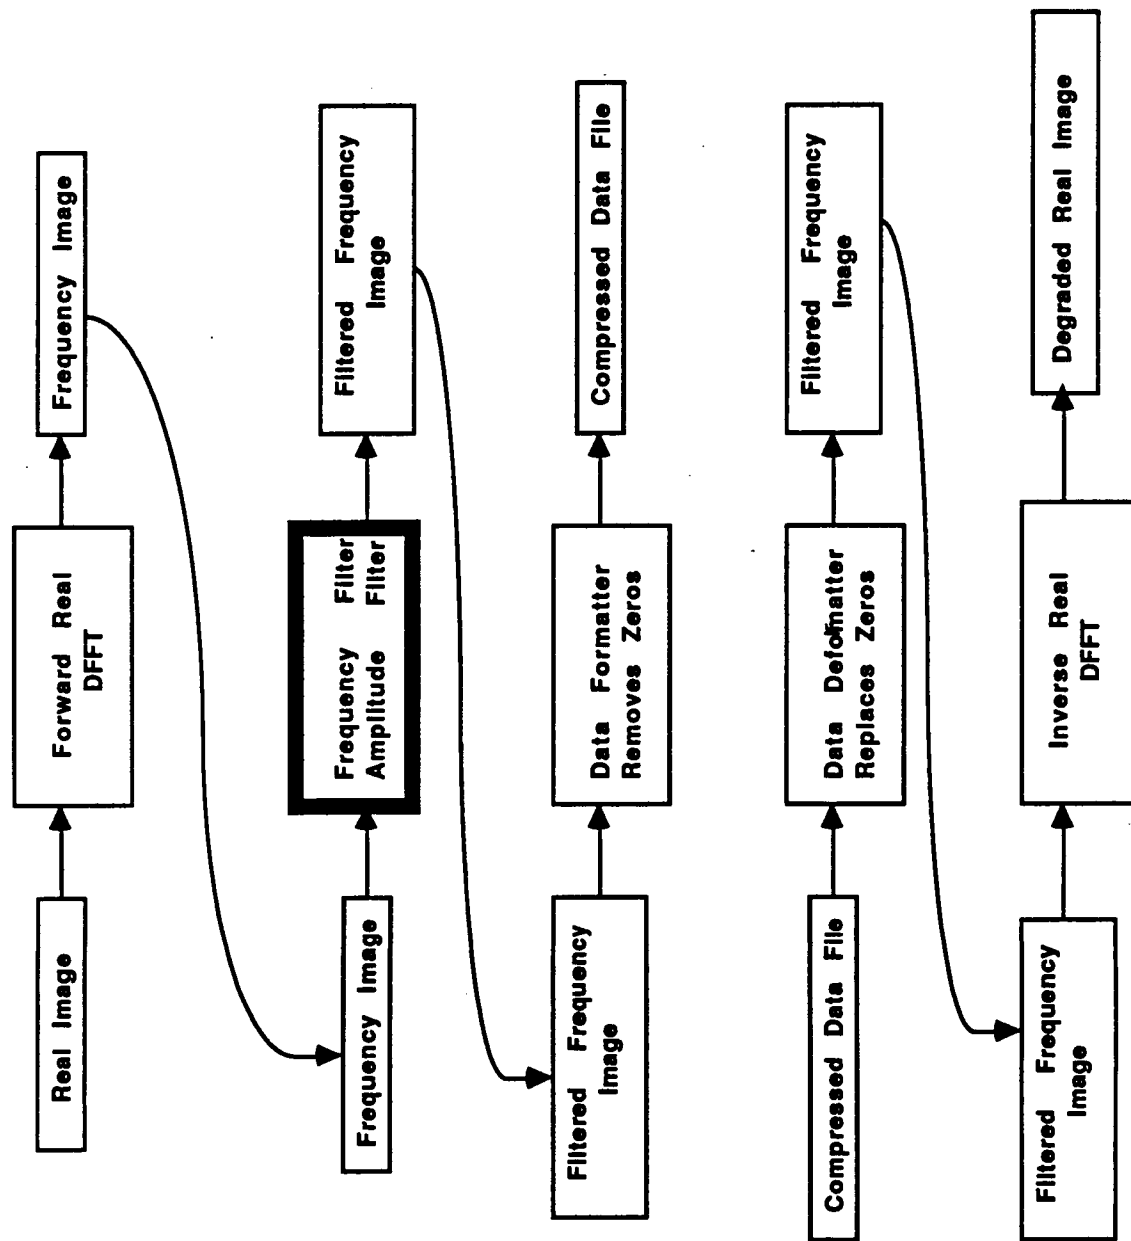 Real Image
Forward Real
DFFT
Frequency Image
Frequency Image
Frequency Filter
Amplitude Filter
Filtered Frequency
Image
Filtered Frequency
Image
Data Formatter
Removes Zeros
Compressed Data File
Compressed Data File
Data Deformatter
Replaces Zeros
Filtered Frequency
Image
Filtered Frequency
Image
Inverse Real
DFFT
Degraded Real Image